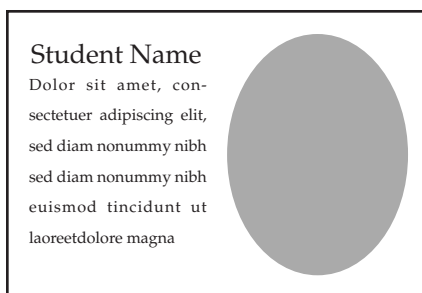 Student Name
Dolor sit amet, con-
sectetuer adipiscing elit,
sed diam nonummy nibh
sed diam nonummy nibh
euismod tincidunt ut
laoreetdolore magna